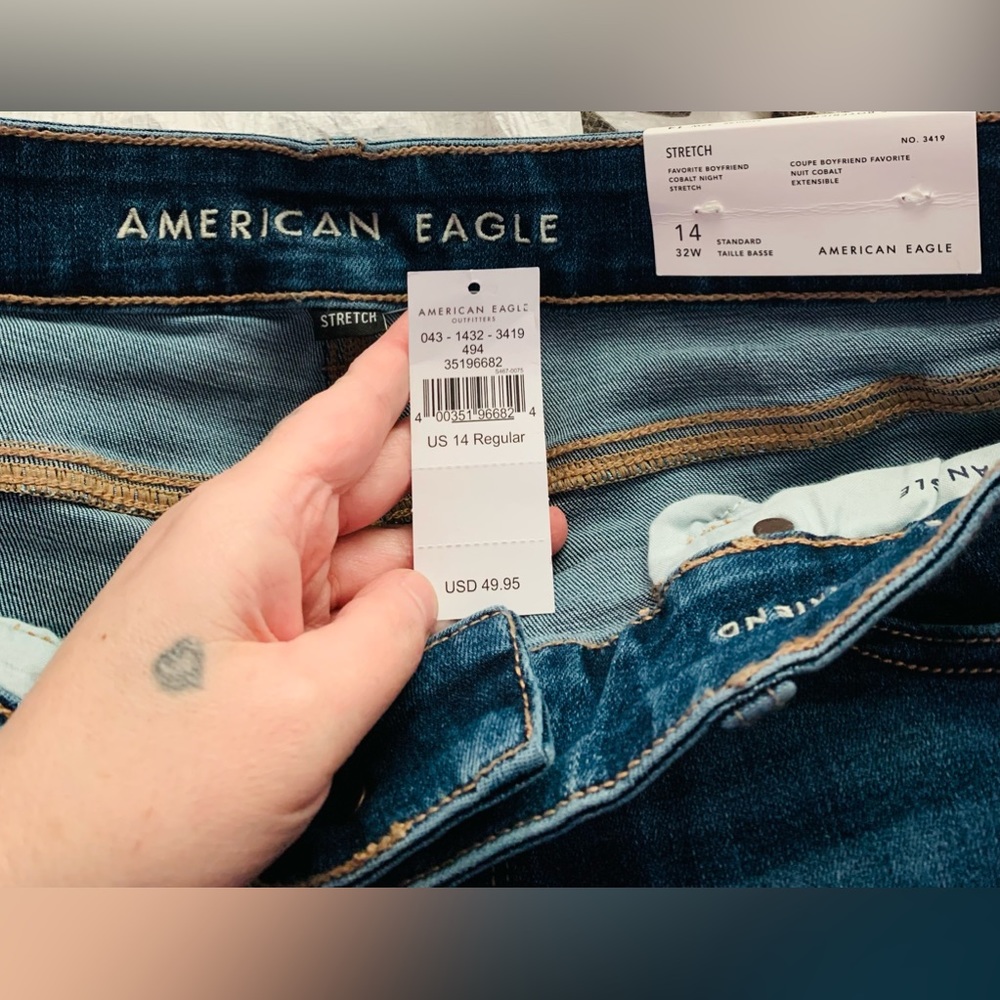 AMERICAN EAGLE
STRETCH
NO. 3419
FAVORITE BOYFRIEND
COBALT NIGHT
STRETCH
COUPE BOYFRIEND FAVORITE
NUIT COBALT
EXTENSIBLE
14
32W
STANDARD
TAILLE BASSE
AMERICAN EAGLE
STRETCH
AMERICAN EAGLE
OUTFITTERS
043 - 1432 - 3419
494
35196682
4 00351 96682 4
US 14 Regular
USD 49.95